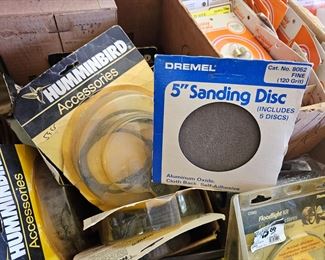 HUMMINBIRD
Accessories
DREMEL
Cat. No. 8052
FINE
(120 Grit)
5" Sanding Disc
(INCLUDES
5 DISCS)
Aluminum Oxide,
Cloth Back, Self-Adhesive
HUMMINBIRD
Accessories
Floodlight Kit